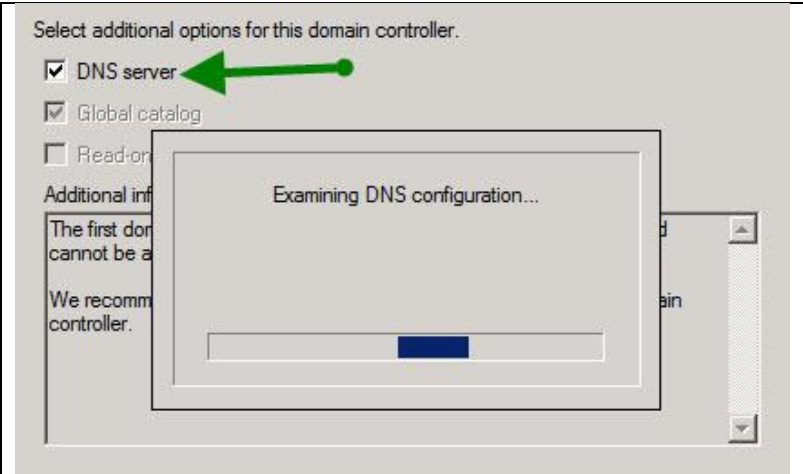 Select additional options for this domain controller.
DNS server
Global catalog
Read-on
Additional inf
Examining DNS configuration...
The first dor
cannot be a
We recomm
ain
controller.